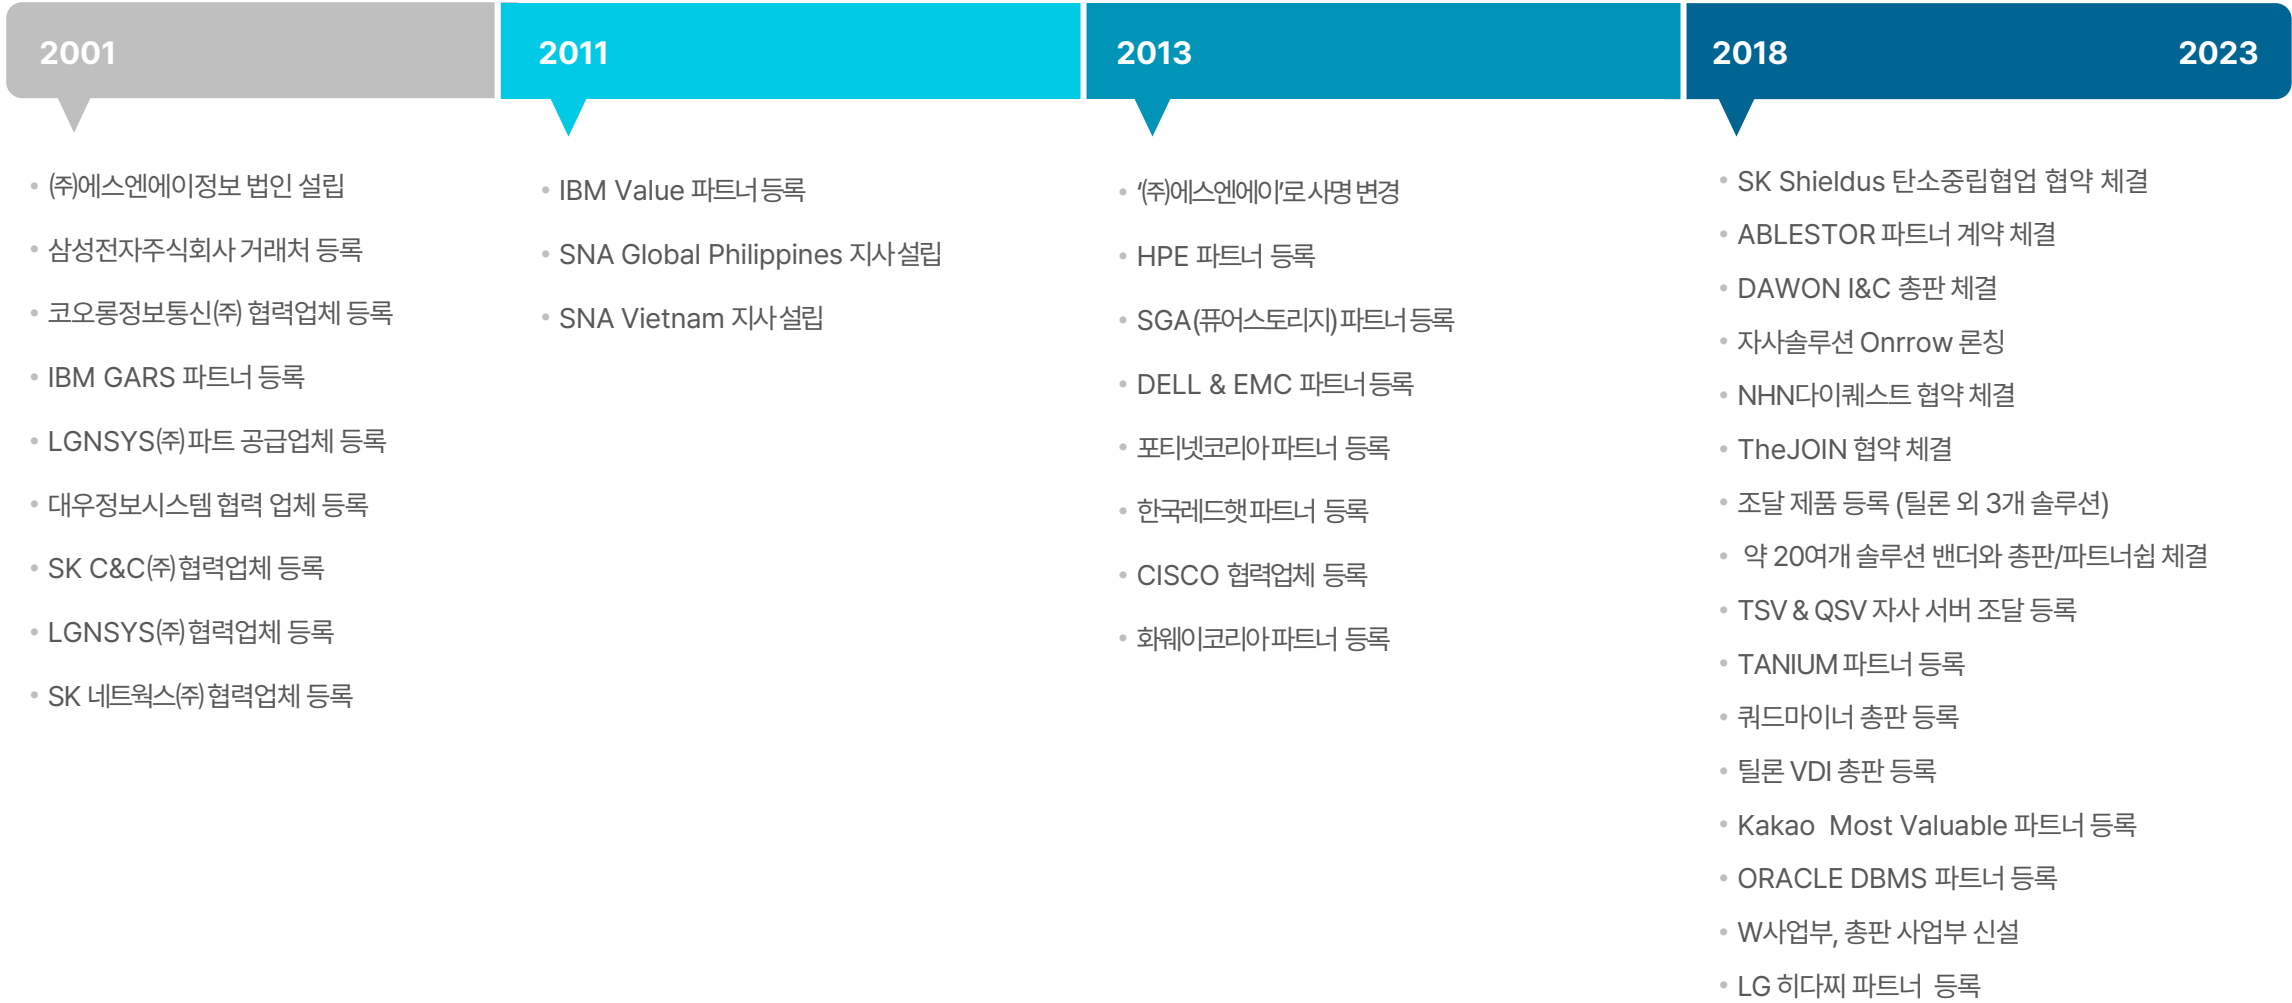 2001
㈜에스엔에이정보 법인 설립
삼성전자주식회사 거래처 등록
코오롱정보통신㈜ 협력업체 등록
IBM GARS 파트너 등록
LGNSYS㈜ 파트 공급업체 등록
대우정보시스템 협력 업체 등록
SK C&C㈜ 협력업체 등록
LGNSYS㈜ 협력업체 등록
SK 네트웍스㈜ 협력업체 등록
2011
IBM Value 파트너 등록
SNA Global Philippines 지사 설립
SNA Vietnam 지사 설립
2013
‘㈜에스엔에이’로 사명 변경
HPE 파트너 등록
SGA(퓨어스토리지) 파트너 등록
DELL & EMC 파트너 등록
포티넷코리아 파트너 등록
한국레드햇 파트너 등록
CISCO 협력업체 등록
화웨이코리아 파트너 등록
2018 2023
SK Shieldus 탄소중립협업 협약 체결
ABLESTOR 파트너 계약 체결
DAWON I&C 총판 체결
자사솔루션 Onrrow 론칭
NHN다이퀘스트 협약 체결
TheJOIN 협약 체결
조달 제품 등록 (틸론 외 3개 솔루션)
약 20여개 솔루션 밴더와 총판/파트너쉽 체결
TSV & QSV 자사 서버 조달 등록
TANIUM 파트너 등록
쿼드마이너 총판 등록
틸론 VDI 총판 등록
Kakao Most Valuable 파트너 등록
ORACLE DBMS 파트너 등록
W사업부, 총판 사업부 신설
LG 히다찌 파트너 등록